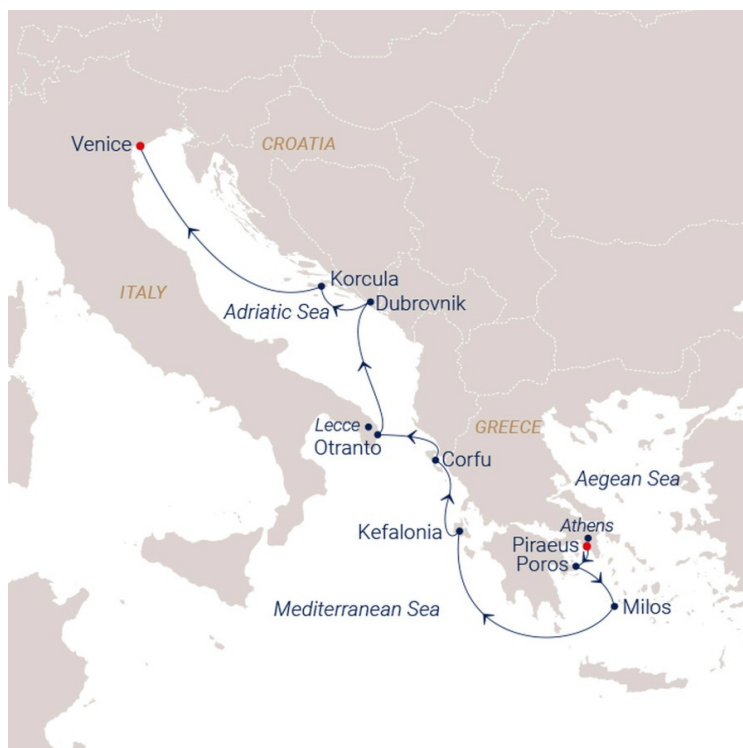 Venice
CROATIA
Korcula
ITALY
Dubrovnik
Adriatic Sea
Lecce
GREECE
Otranto
Corfu
Aegean Sea
Athens
Kefalonia
Piraeus
Poros
Mediterranean Sea
Milos